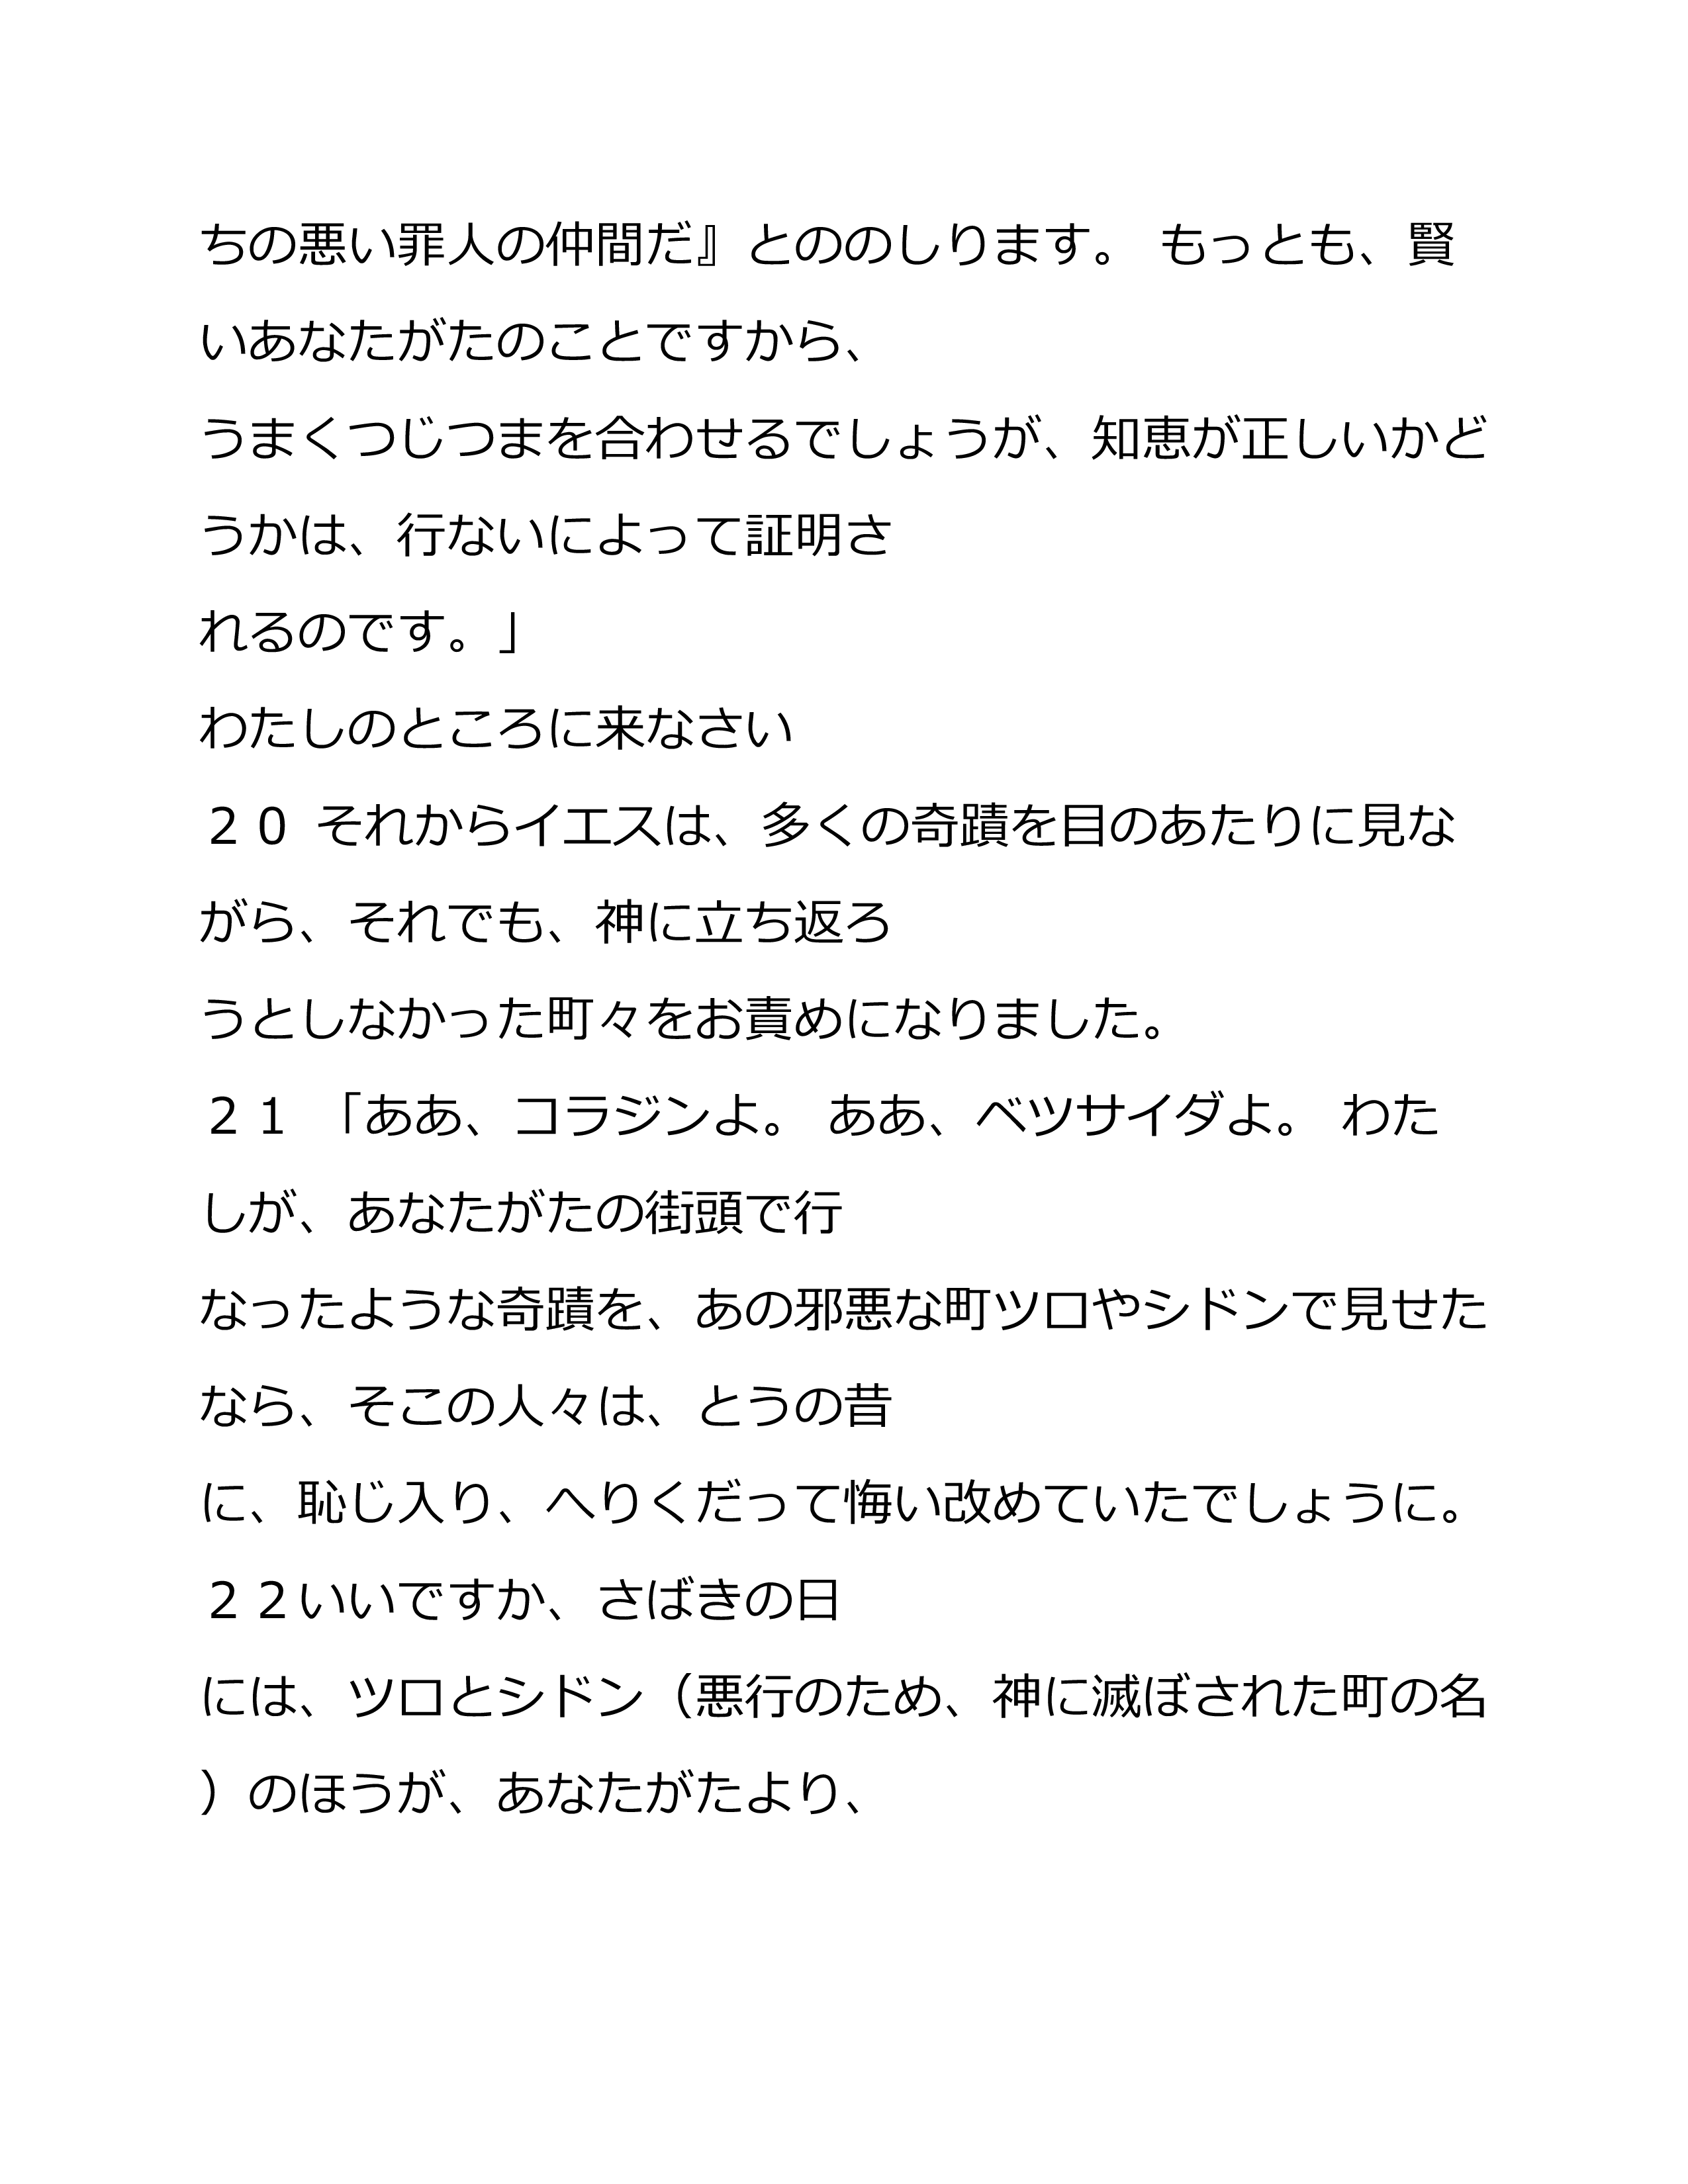 ちの悪い罪人の仲間だ』とののしります。 もっとも、賢
いあなたがたのことですから、
うまくつじつまを合わせるでしょうが、知恵が正しいかど
うかは、行ないによって証明さ
れるのです。」
わたしのところに来なさい
２０ それからイエスは、多くの奇蹟を目のあたりに見な
がら、それでも、神に立ち返ろ
うとしなかった町々をお責めになりました。
２１ 「ああ、コラジンよ。 ああ、ベツサイダよ。 わた
しが、あなたがたの街頭で行
なったような奇蹟を、あの邪悪な町ツロやシドンで見せた
なら、そこの人々は、とうの昔
に、恥じ入り、へりくだって悔い改めていたでしょうに。
２２いいですか、さばきの日
には、ツロとシドン（悪行のため、神に滅ぼされた町の名
）のほうが、あなたがたより、